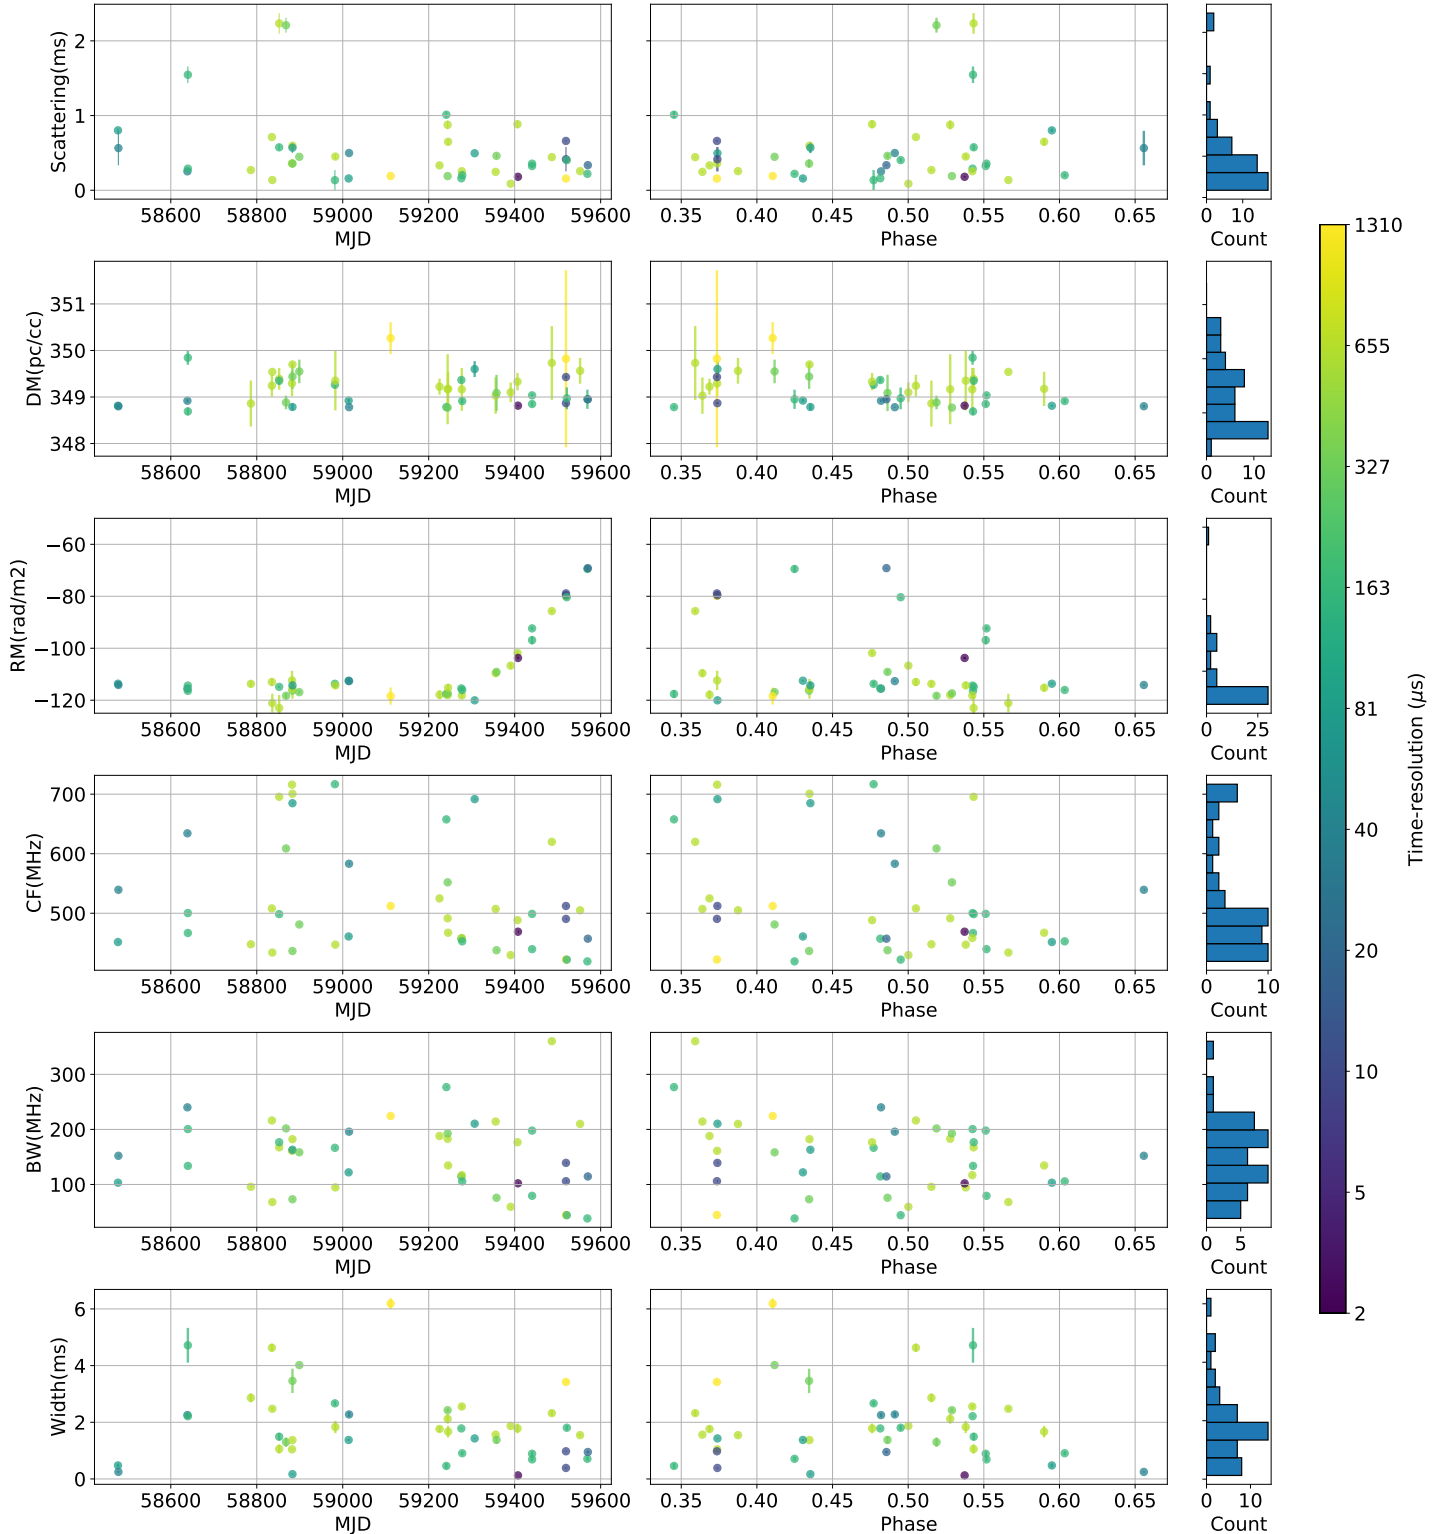 Scattering(ms)
2
1
0
58600 58800 59000 59200 59400 59600
MJD
0.35 0.40 0.45 0.50 0.55 0.60 0.65
Phase
0 10
Count
DM(pc/cc)
351
350
349
348
58600 58800 59000 59200 59400 59600
MJD
0.35 0.40 0.45 0.50 0.55 0.60 0.65
Phase
0 10
Count
RM(rad/m2)
−60
−80
−100
−120
58600 58800 59000 59200 59400 59600
MJD
0.35 0.40 0.45 0.50 0.55 0.60 0.65
Phase
0 25
Count
CF(MHz)
700
600
500
58600 58800 59000 59200 59400 59600
MJD
0.35 0.40 0.45 0.50 0.55 0.60 0.65
Phase
0 10
Count
BW(MHz)
300
200
100
58600 58800 59000 59200 59400 59600
MJD
0.35 0.40 0.45 0.50 0.55 0.60 0.65
Phase
0 5
Count
Width(ms)
6
4
2
0
58600 58800 59000 59200 59400 59600
MJD
0.35 0.40 0.45 0.50 0.55 0.60 0.65
Phase
0 10
Count
1310
655
327
163
81
40
20
10
5
2
Time-resolution (μs)